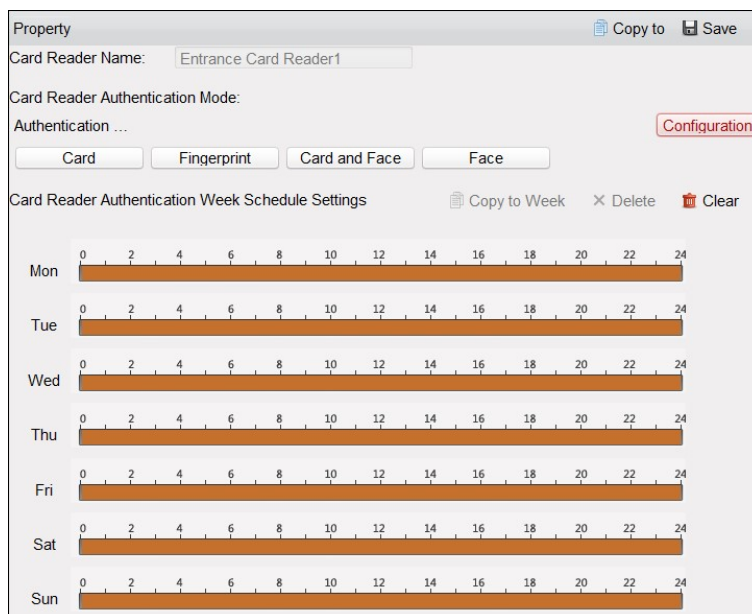 Property Copy to Save
Card Reader Name: Entrance Card Reader1
Card Reader Authentication Mode:
Authentication ... Configuration
Card Fingerprint Card and Face Face
Card Reader Authentication Week Schedule Settings Copy to Week Delete Clear
0 2 4 6 8 10 12 14 16 18 20 22 24
Mon
0 2 4 6 8 10 12 14 16 18 20 22 24
Tue
0 2 4 6 8 10 12 14 16 18 20 22 24
Wed
0 2 4 6 8 10 12 14 16 18 20 22 24
Thu
0 2 4 6 8 10 12 14 16 18 20 22 24
Fri
0 2 4 6 8 10 12 14 16 18 20 22 24
Sat
0 2 4 6 8 10 12 14 16 18 20 22 24
Sun